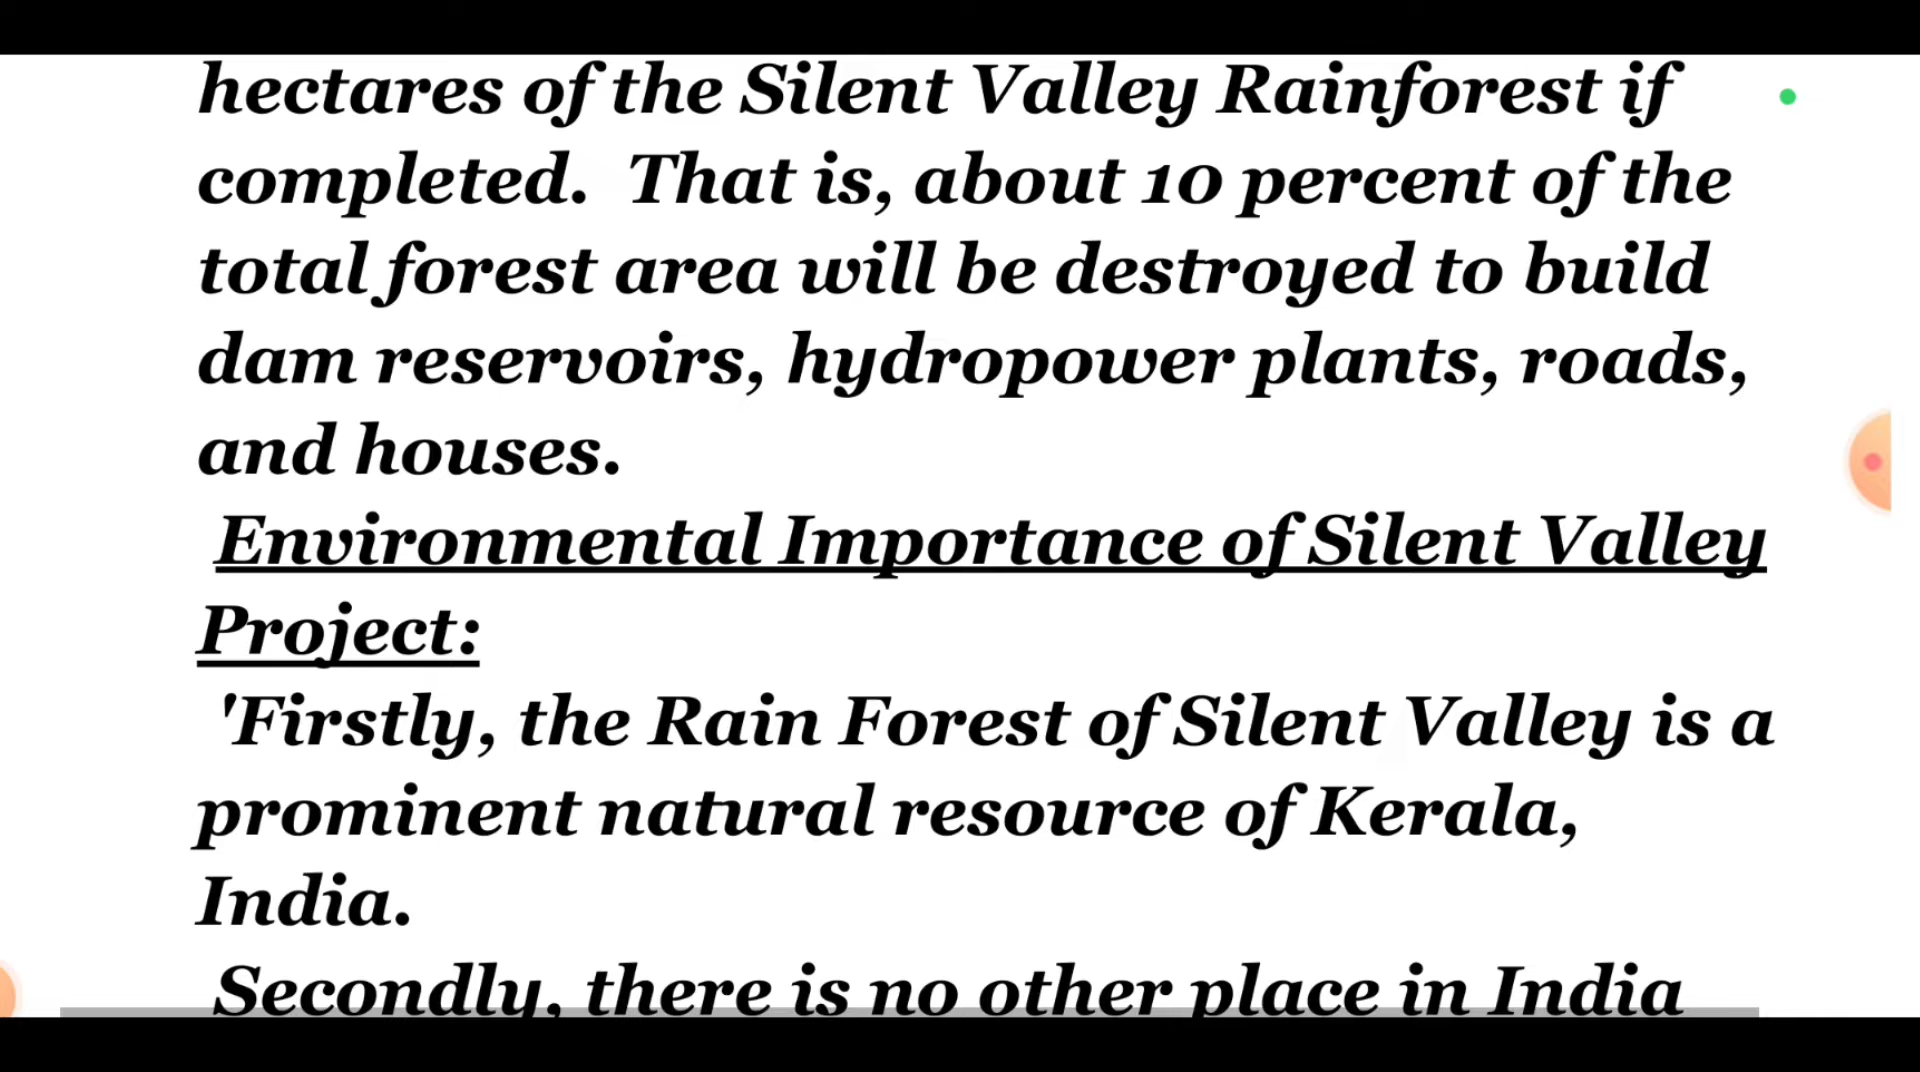 hectares of the Silent Valley Rainforest if
completed. That is, about 10 percent of the
total forest area will be destroyed to build
dam reservoirs, hydropower plants, roads,
and houses.
Environmental Importance of Silent Valley
Project:
'Firstly, the Rain Forest of Silent Valley is a
prominent natural resource of Kerala,
India.
Secondly, there is no other place in India